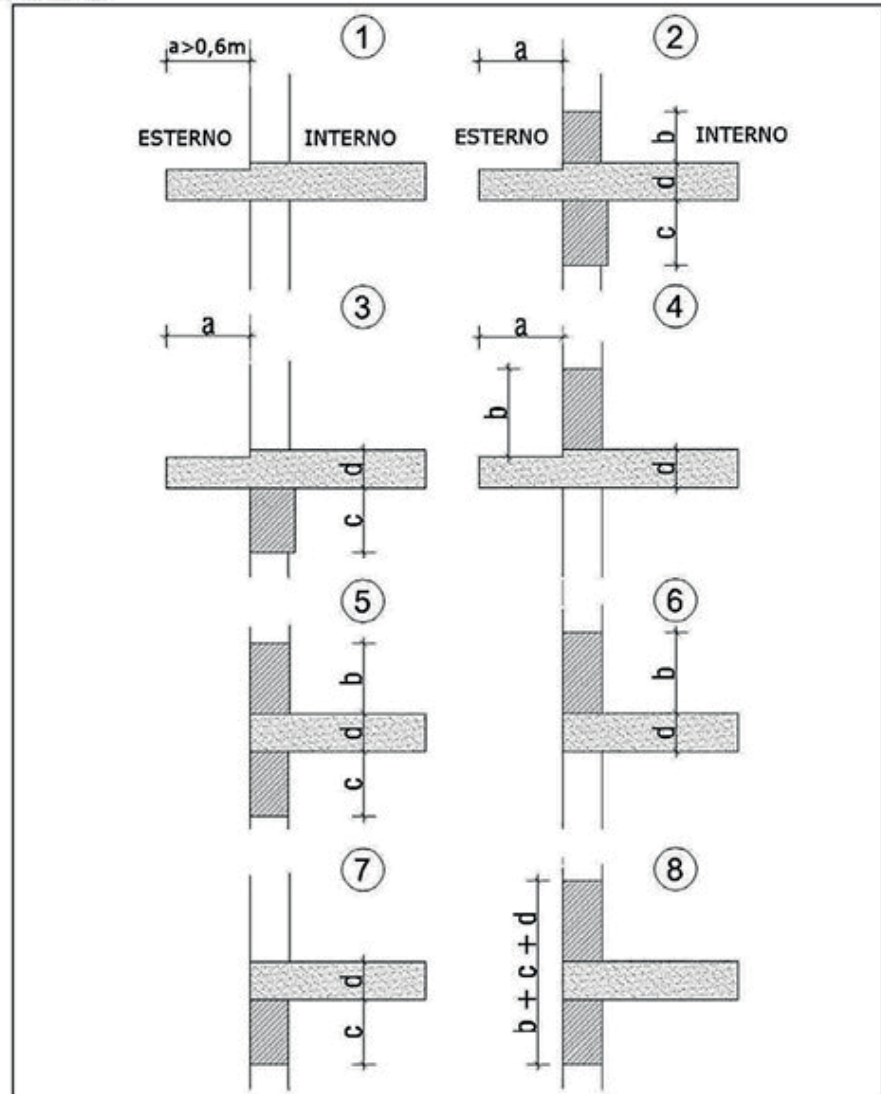 1 2
a>0,6m a
ESTERNO INTERNO ESTERNO INTERNO
b
d
c
3 4
a a
b
d d
c
5 6
b b
d d
c
7 8
d
c
b + c + d